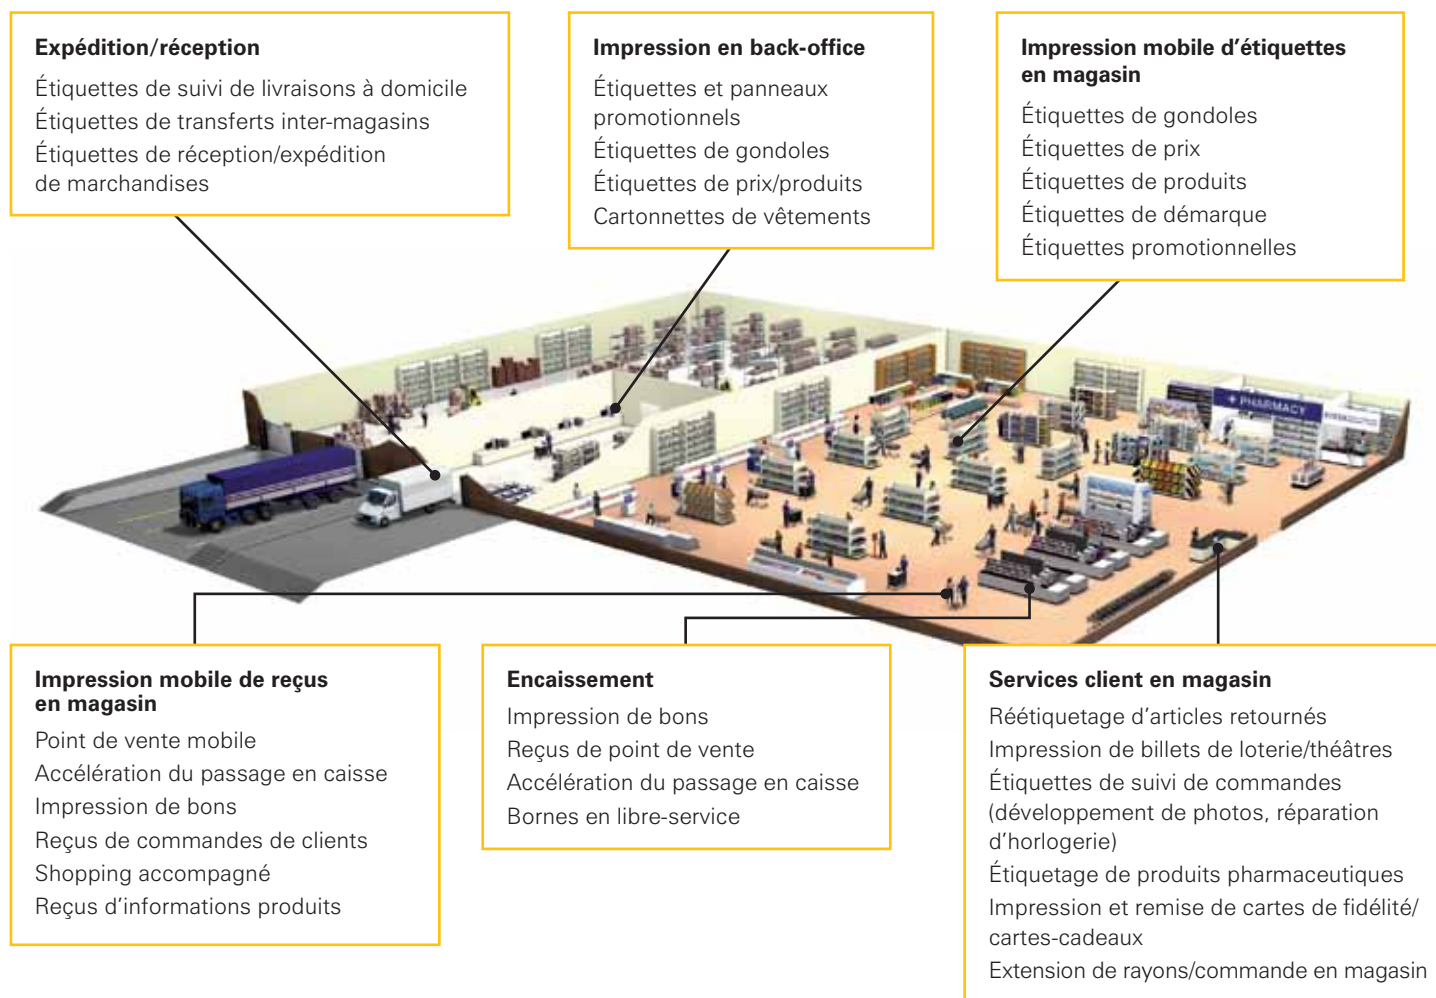 Expédition/réception
Étiquettes de suivi de livraisons à domicile
Étiquettes de transferts inter-magasins
Étiquettes de réception/expédition
de marchandises
Impression en back-office
Étiquettes et panneaux
promotionnels
Étiquettes de gondoles
Étiquettes de prix/produits
Cartonnettes de vêtements
Impression mobile d’étiquettes
en magasin
Étiquettes de gondoles
Étiquettes de prix
Étiquettes de produits
Étiquettes de démarque
Étiquettes promotionnelles
+ PHARMACY
Impression mobile de reçus
en magasin
Point de vente mobile
Accélération du passage en caisse
Impression de bons
Reçus de commandes de clients
Shopping accompagné
Reçus d’informations produits
Encaissement
Impression de bons
Reçus de point de vente
Accélération du passage en caisse
Bornes en libre-service
Services client en magasin
Réétiquetage d’articles retournés
Impression de billets de loterie/théâtres
Étiquettes de suivi de commandes
(développement de photos, réparation
d’horlogerie)
Étiquetage de produits pharmaceutiques
Impression et remise de cartes de fidélité/
cartes-cadeaux
Extension de rayons/commande en magasin